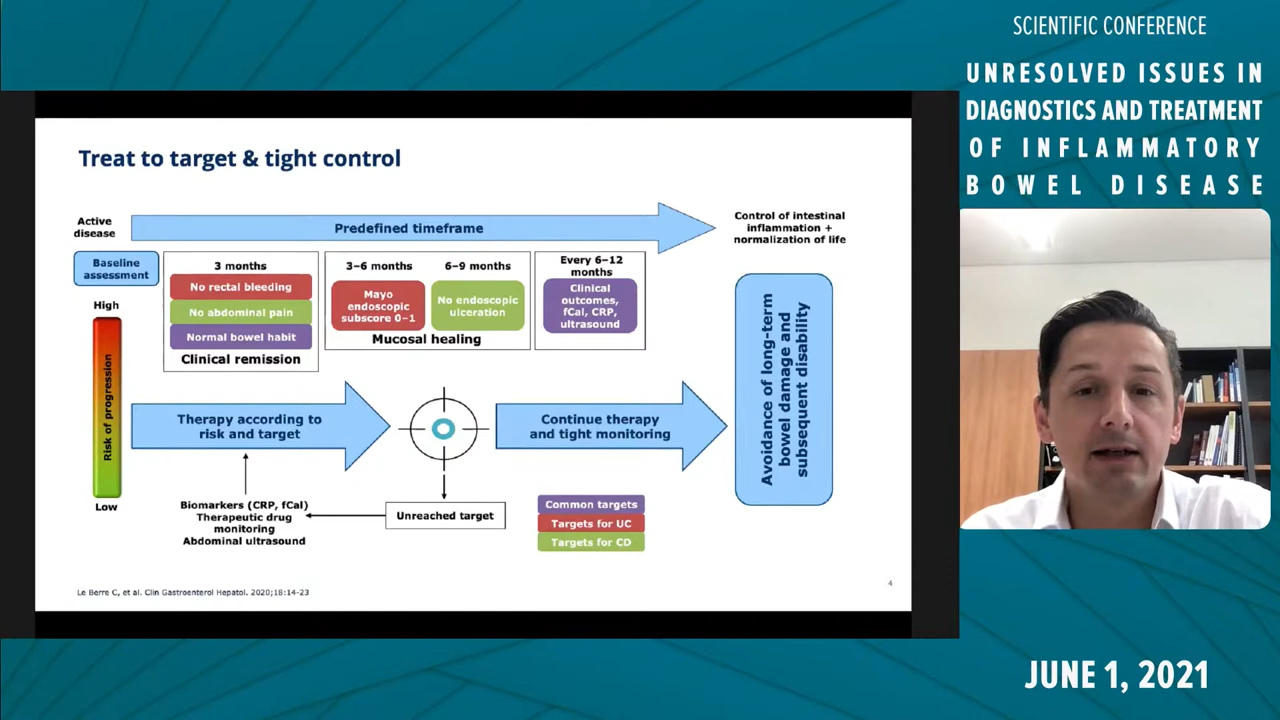 SCIENTIFIC CONFERENCE
UNRESOLVED ISSUES IN
DIAGNOSTICS AND TREATMENT
OF INFLAMMATORY
BOWEL DISEASE
Treat to target & tight control
Active
disease
Predefined timeframe
Control of intestinal
inflammation +
normalization of life
Baseline
assessment
3 months
No rectal bleeding
No abdominal pain
Normal bowel habit
Clinical remission
3–6 months
Mayo
endoscopic
subscore 0–1
6–9 months
No endoscopic
ulceration
Mucosal healing
Every 6–12
months
Clinical
outcomes,
fCal, CRP,
ultrasound
High
Risk of progression
Low
Therapy according to
risk and target
Continue therapy
and tight monitoring
Avoidance of long-term
bowel damage and
subsequent disability
Biomarkers (CRP, fCal)
Therapeutic drug
monitoring
Abdominal ultrasound
Unreached target
Common targets
Targets for UC
Targets for CD
Le Berre C, et al. Clin Gastroenterol Hepatol. 2020;18:14-23
4
JUNE 1, 2021